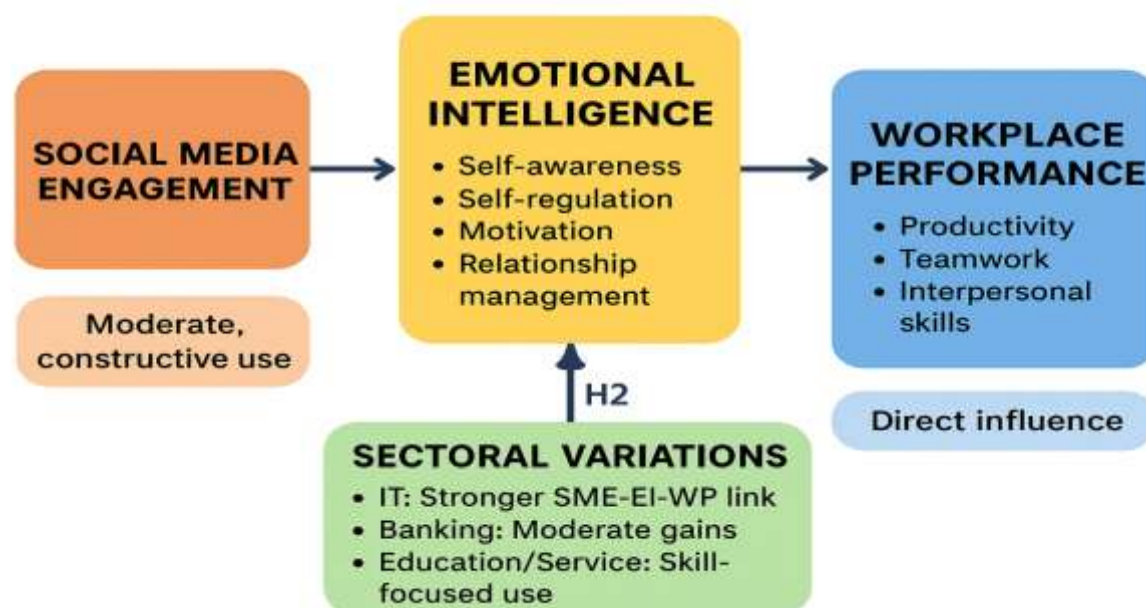 SOCIAL MEDIA
ENGAGEMENT
Moderate,
constructive use
EMOTIONAL
INTELLIGENCE
• Self-awareness
• Self-regulation
• Motivation
• Relationship
management
WORKPLACE
PERFORMANCE
• Productivity
• Teamwork
• Interpersonal
skills
Direct influence
H2
SECTORAL VARIATIONS
• IT: Stronger SME-EI-WP link
• Banking: Moderate gains
• Education/Service: Skill-
focused use